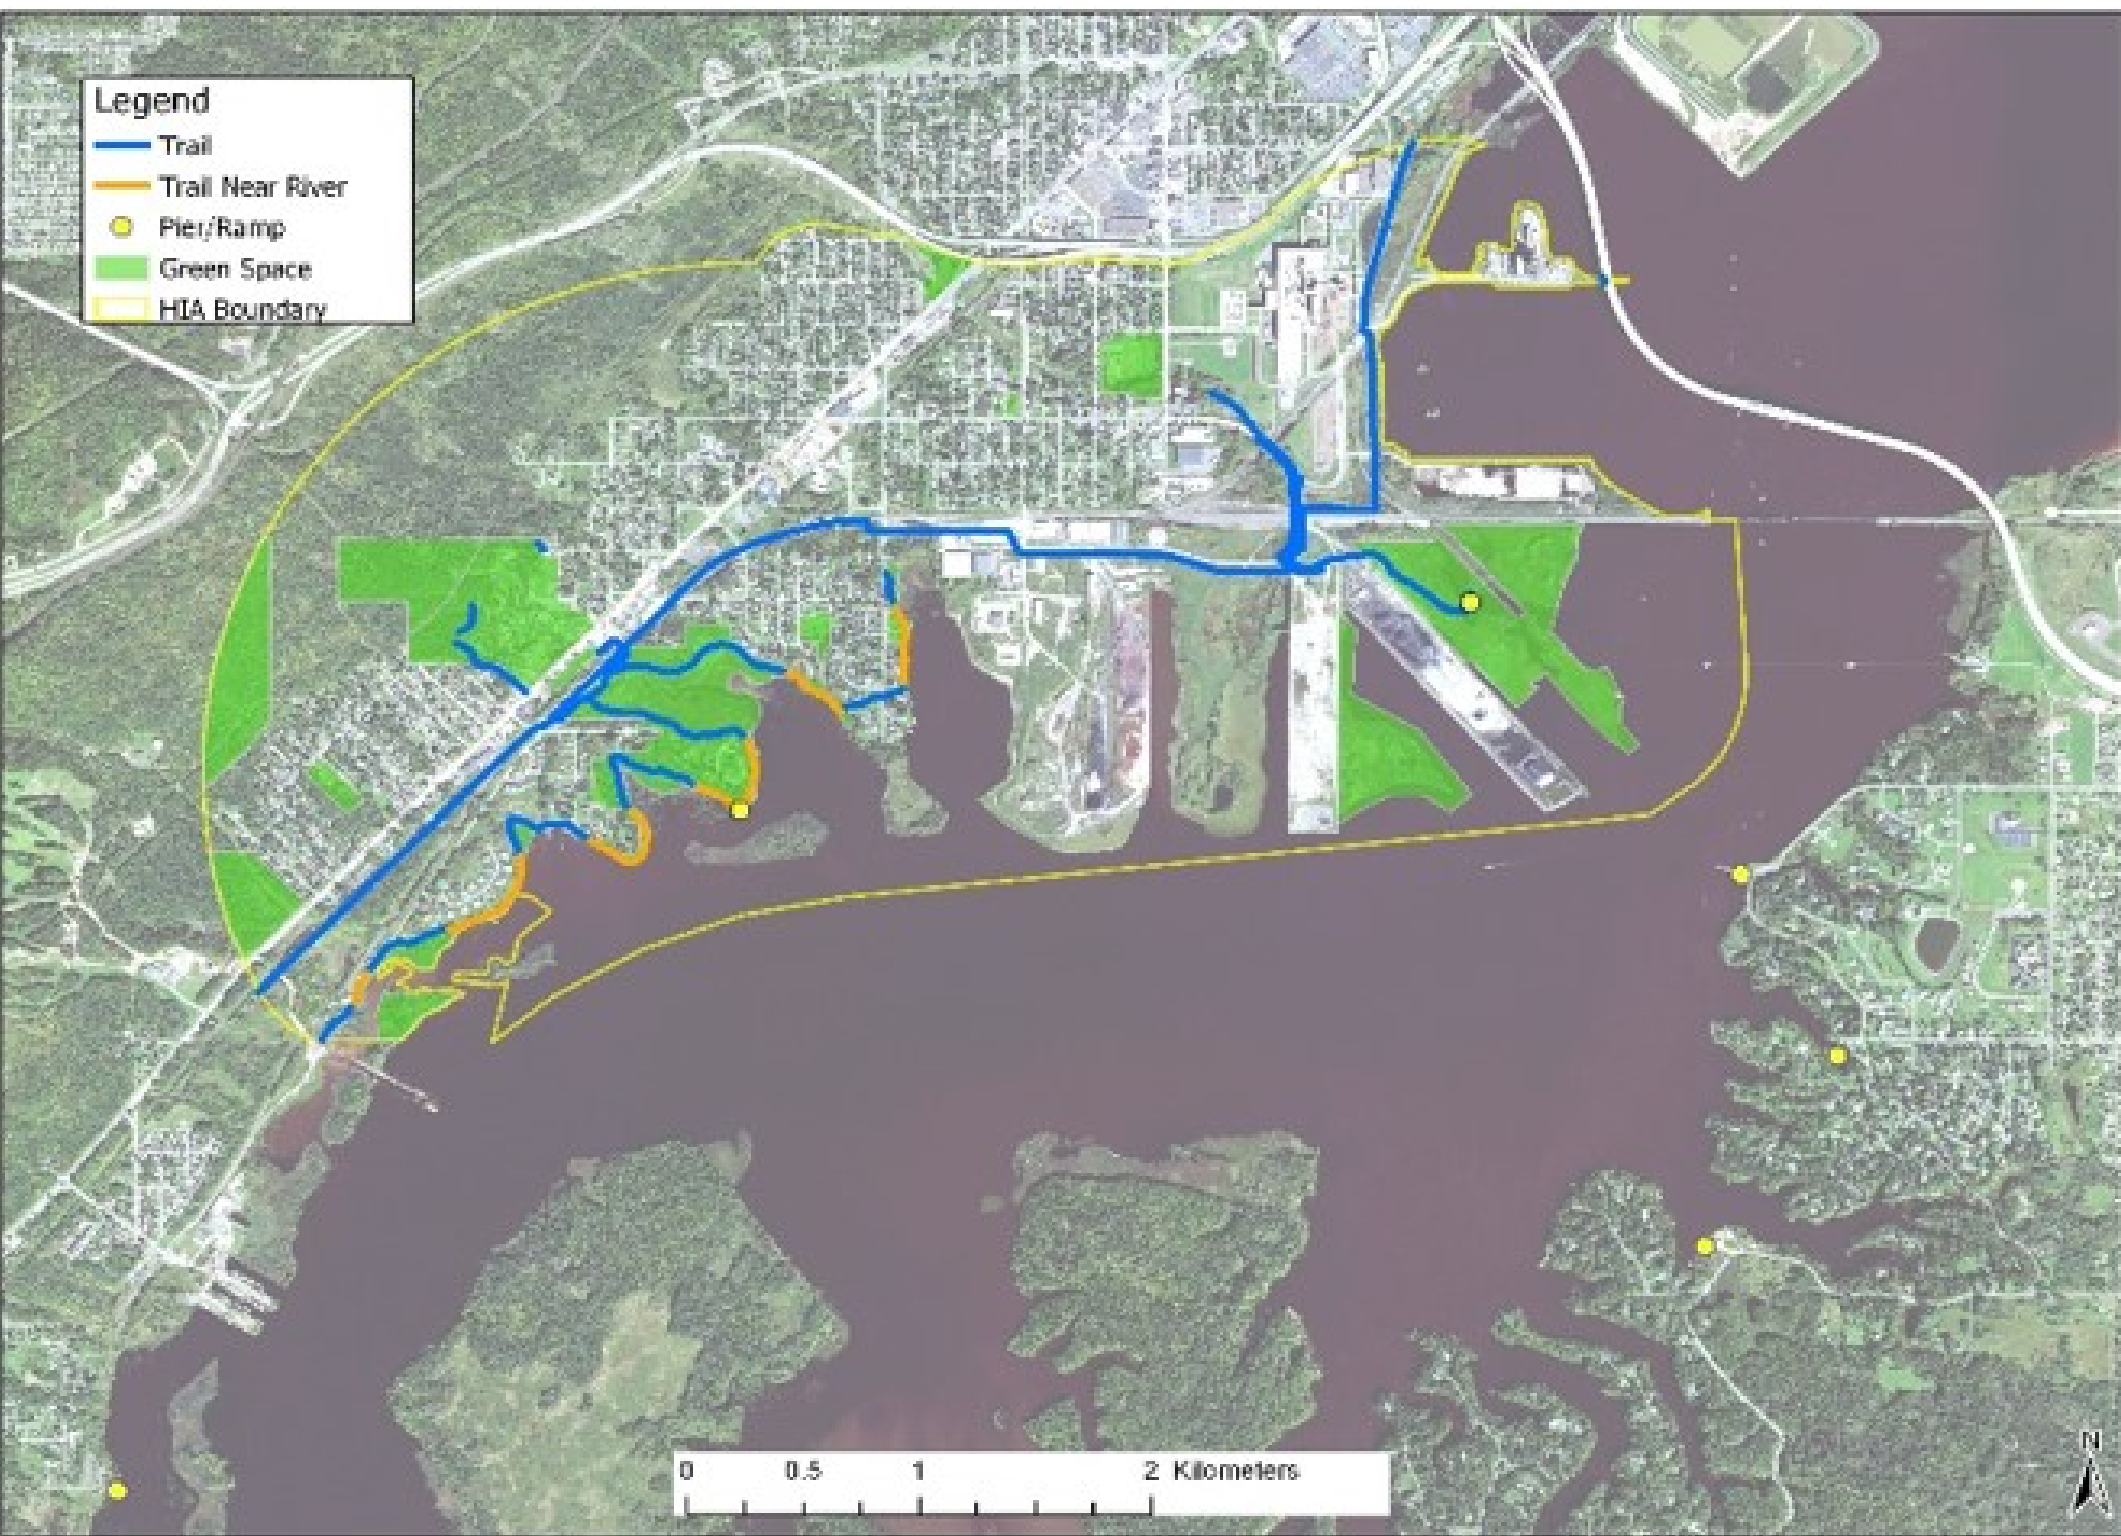 Legend
Trail
Trail Near River
Pier/Ramp
Green Space
HIA Boundary
0 0.5 1 2 Kilometers
N